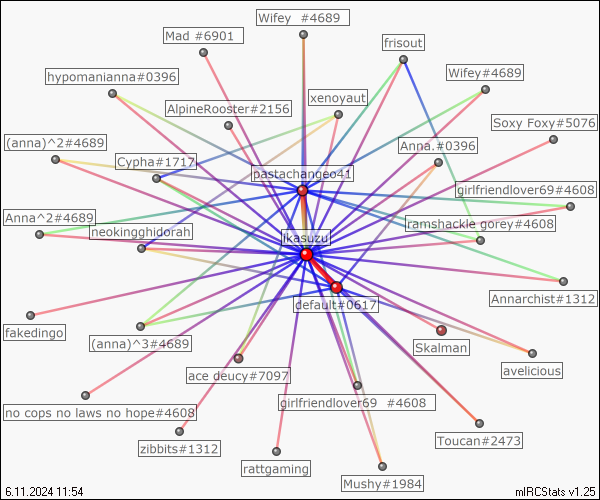 Wifey  #4689
Mad #6901
frisout
hypomanianna#0396
Wifey#4689
xenoyaut
AlpineRooster#2156
Soxy Foxy#5076
(anna)^2#4689
Anna.#0396
Cypha#1717
pastachangeo41
girlfriendlover69#4608
Anna^2#4689
ramshackle gorey#4608
neokingghidorah
ikasuzu
Annarchist#1312
default#0617
fakedingo
(anna)^3#4689
Skalman
avelicious
ace deucy#7097
girlfriendlover69  #4608
no cops no laws no hope#4608
Toucan#2473
zibbits#1312
rattgaming
Mushy#1984
6.11.2024 11:54
mIRCStats v1.25